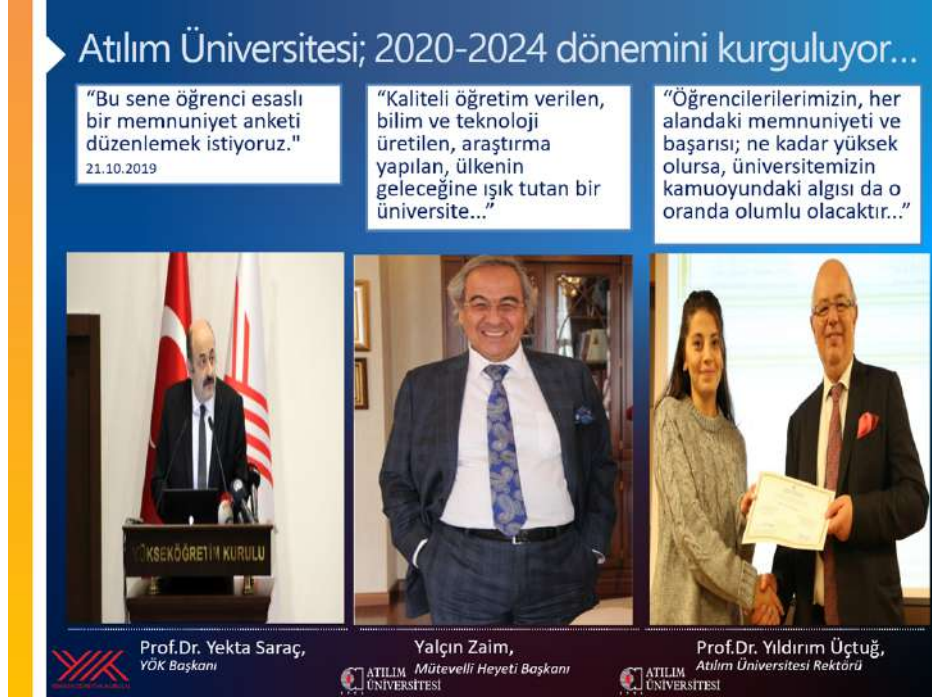 Atılım Üniversitesi; 2020-2024 dönemini kurguluyor...
“Bu sene öğrenci esaslı
bir memnuniyet anketi
düzenlemek istiyoruz."
21.10.2019
“Kaliteli öğretim verilen,
bilim ve teknoloji
üretilen, araştırma
yapılan, ülkenin
geleceğine ışık tutan bir
üniversite...”
“Öğrencilerilerimizin, her
alandaki memnuniyeti ve
başarısı; ne kadar yüksek
olursa, üniversitemizin
kamuoyundaki algısı da o
oranda olumlu olacaktır...”
YÜKSEKÖĞRETİM KURULU
Prof.Dr. Yekta Saraç,
YÖK Başkanı
YÖK
YÜKSEKÖĞRETİM KURULU
Yalçın Zaim,
Mütevelli Heyeti Başkanı
ATILIM
ÜNİVERSİTESİ
Prof.Dr. Yıldırım Üçtuğ,
Atılım Üniversitesi Rektörü
ATILIM
ÜNİVERSİTESİ